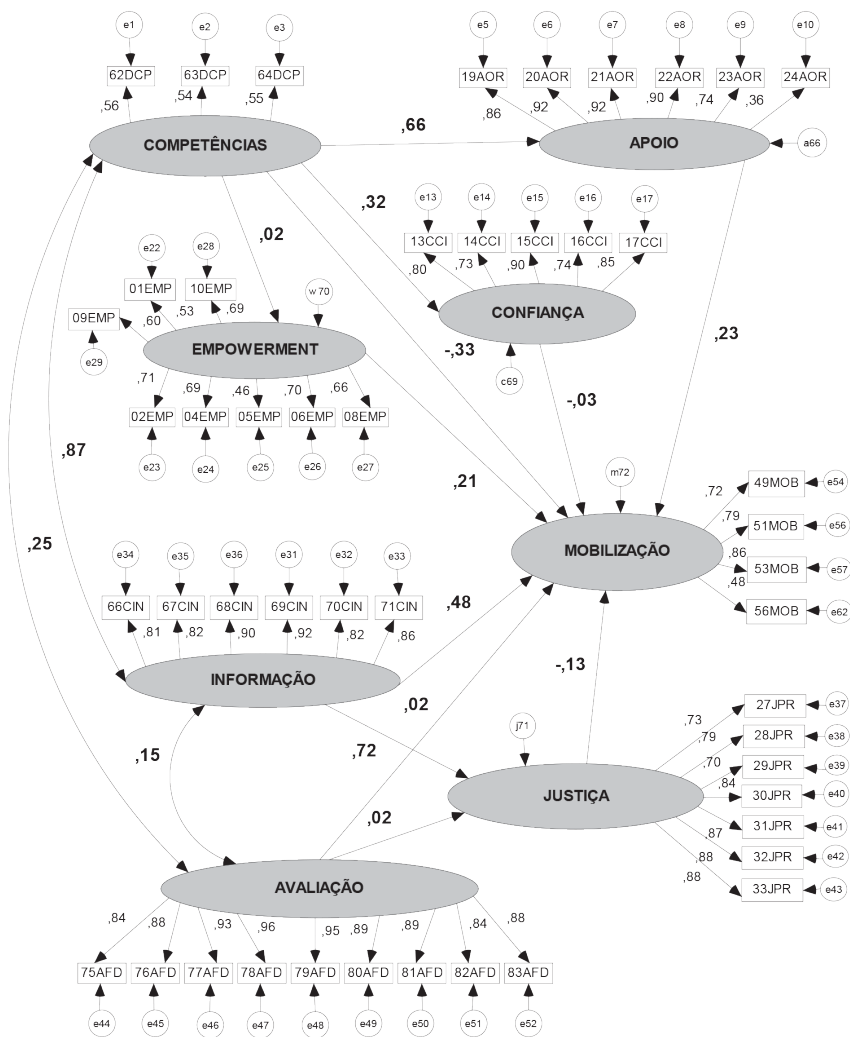 e1 e2 e3 e5 e6 e7 e8 e9 e10
62DCP 63DCP 64DCP 19AOR 20AOR 21AOR 22AOR 23AOR 24AOR
,56 ,54 ,55 ,86 ,92 ,92 ,90 ,74 ,36
COMPETÊNCIAS ,66 APOIO a66
e13 e14 e15 e16 e17
,32
13CCI 14CCI 15CCI 16CCI 17CCI
,80 ,73 ,90 ,74 ,85
,02
e22 e28
01EMP 10EMP w70
09EMP ,60 ,53 ,69
CONFIANÇA
e29 EMPOWERMENT -,33 ,23
,71 ,69 ,46 ,70 ,66 c69
-,03
02EMP 04EMP 05EMP 06EMP 08EMP
e23 e24 e25 e26 e27
,87 ,21 m72
,72 49MOB e54
,79 51MOB e56
,25 MOBILIZAÇÃO ,86 53MOB e57
,48 56MOB e62
e34 e35 e36 e31 e32 e33
66CIN 67CIN 68CIN 69CIN 70CIN 71CIN ,48
,81 ,82 ,90 ,92 ,82 ,86
-,13
INFORMAÇÃO
,02
,15 ,72 j71
,73 27JPR e37
,79 28JPR e38
,70 29JPR e39
JUSTIÇA ,84 30JPR e40
,02 31JPR e41
,87 32JPR e42
,88
,88 33JPR e43
AVALIAÇÃO
,84 ,88 ,93 ,96 ,95 ,89 ,89 ,84 ,88
75AFD 76AFD 77AFD 78AFD 79AFD 80AFD 81AFD 82AFD 83AFD
e44 e45 e46 e47 e48 e49 e50 e51 e52